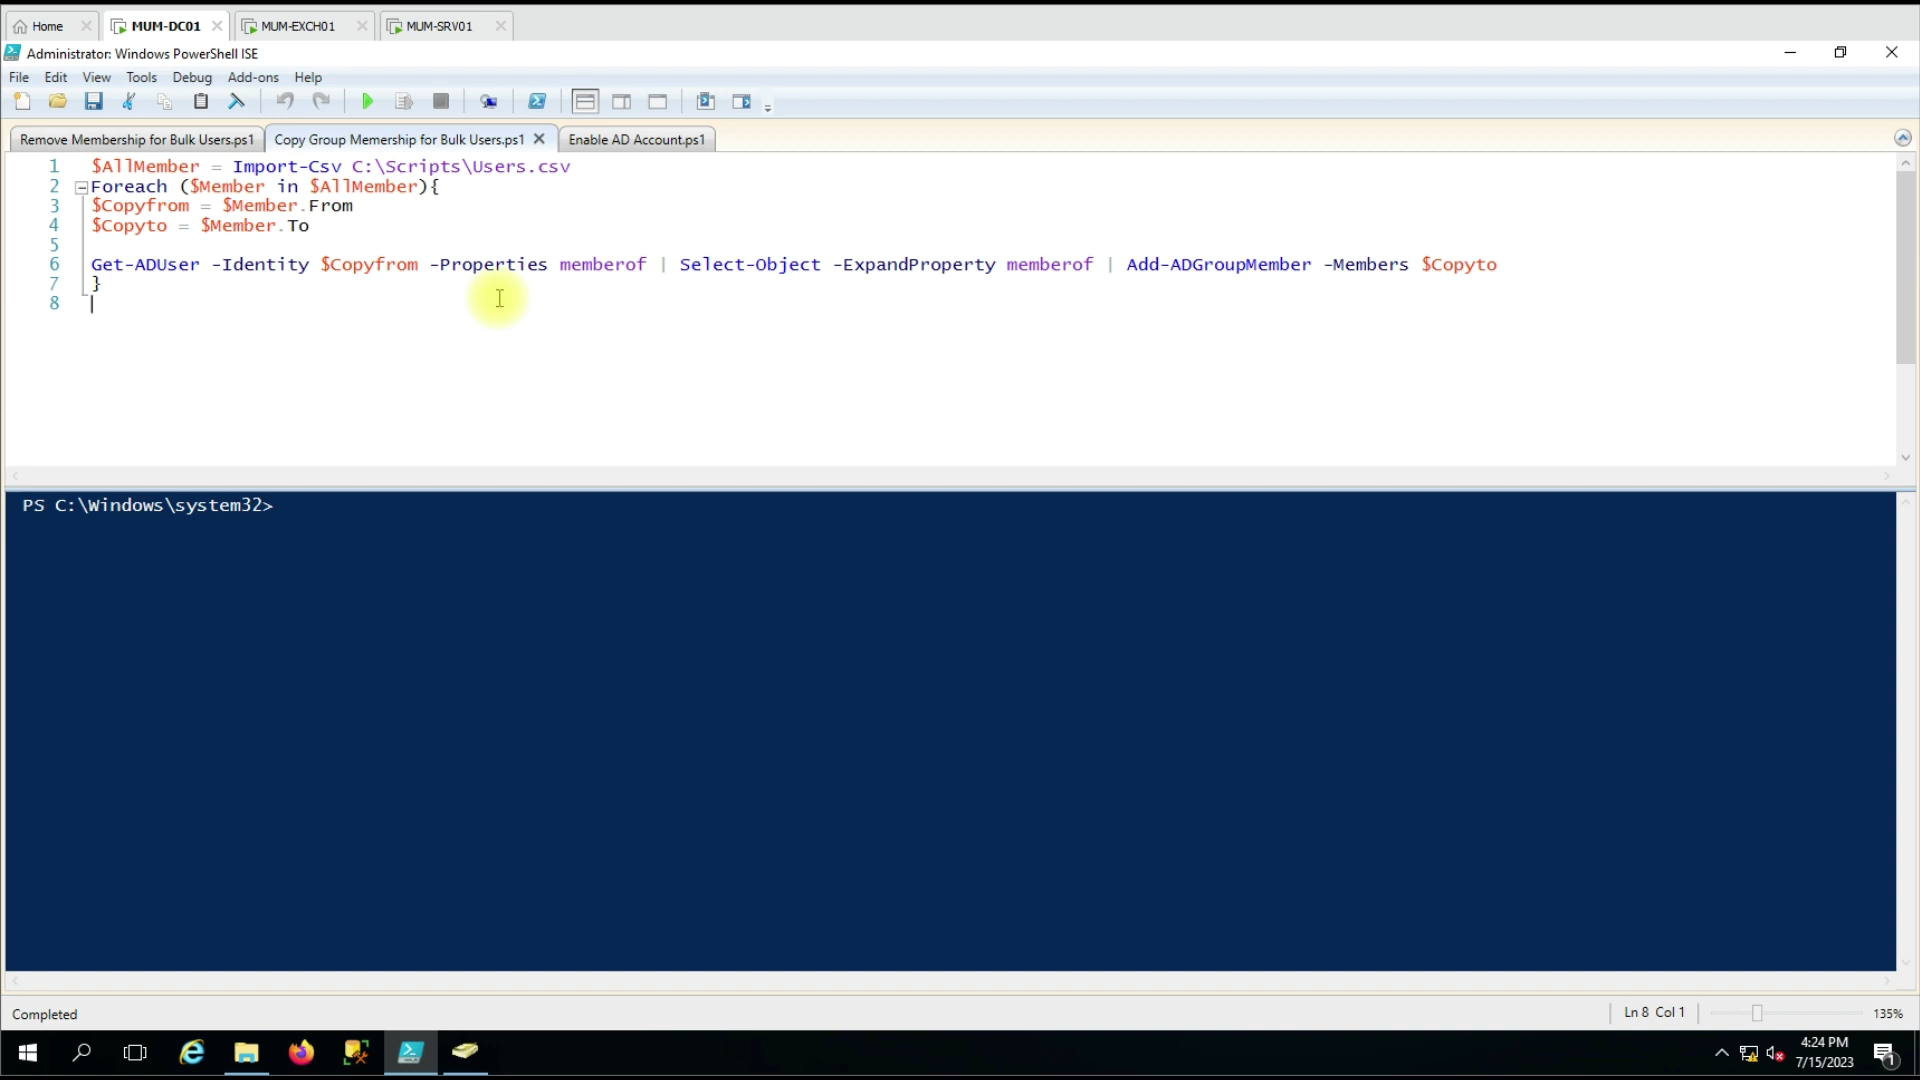 Home MUM-DC01 MUM-EXCH01 MUM-SRV01
Administrator: Windows PowerShell ISE
File Edit View Tools Debug Add-ons Help
Remove Membership for Bulk Users.ps1 Copy Group Memership for Bulk Users.ps1 Enable AD Account.ps1
1 $AllMember = Import-Csv C:\Scripts\Users.csv
2 Foreach ($Member in $AllMember){
3 $Copyfrom = $Member.From
4 $Copyto = $Member.To
5
6 Get-ADUser -Identity $Copyfrom -Properties memberof | Select-Object -ExpandProperty memberof | Add-ADGroupMember -Members $Copyto
7 }
8
PS C:\Windows\system32>
Completed Ln 8 Col 1 135%
4:24 PM
7/15/2023
1